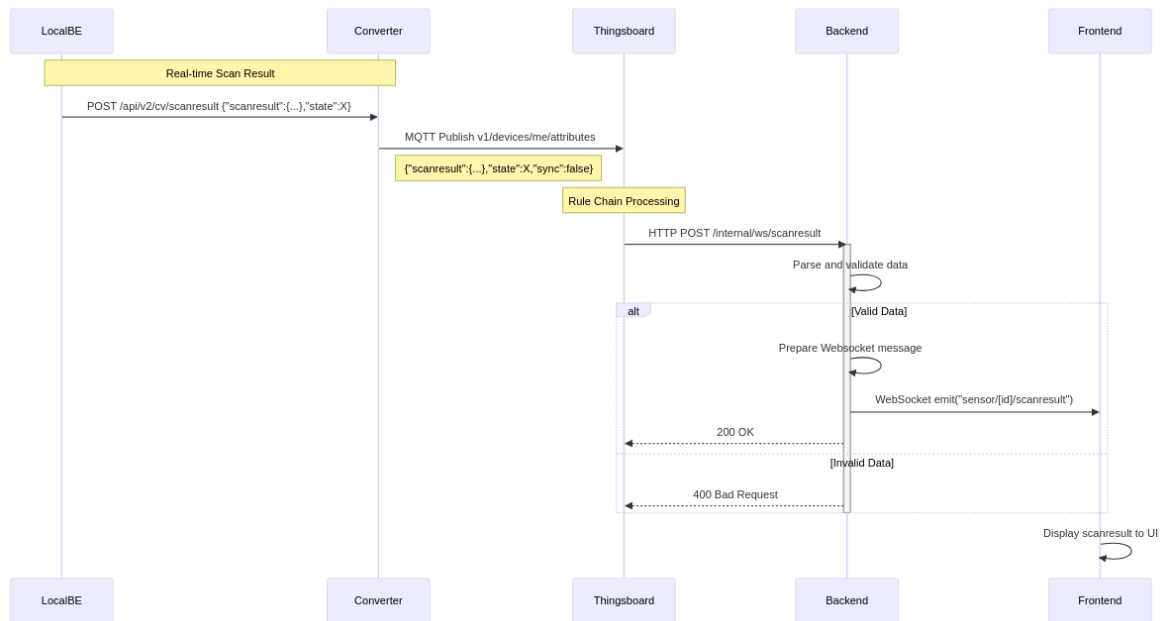 LocalBE
Converter
Thingsboard
Backend
Frontend
Real-time Scan Result
POST /api/v2/cv/scanresult {"scanresult":{...},"state":X}
MQTT Publish v1/devices/me/attributes
{"scanresult":{...},"state":X,"sync":false}
Rule Chain Processing
HTTP POST /internal/ws/scanresult
Parse and validate data
alt
[Valid Data]
Prepare Websocket message
WebSocket emit("sensor/[id]/scanresult")
200 OK
[Invalid Data]
400 Bad Request
Display scanresult to UI
LocalBE
Converter
Thingsboard
Backend
Frontend